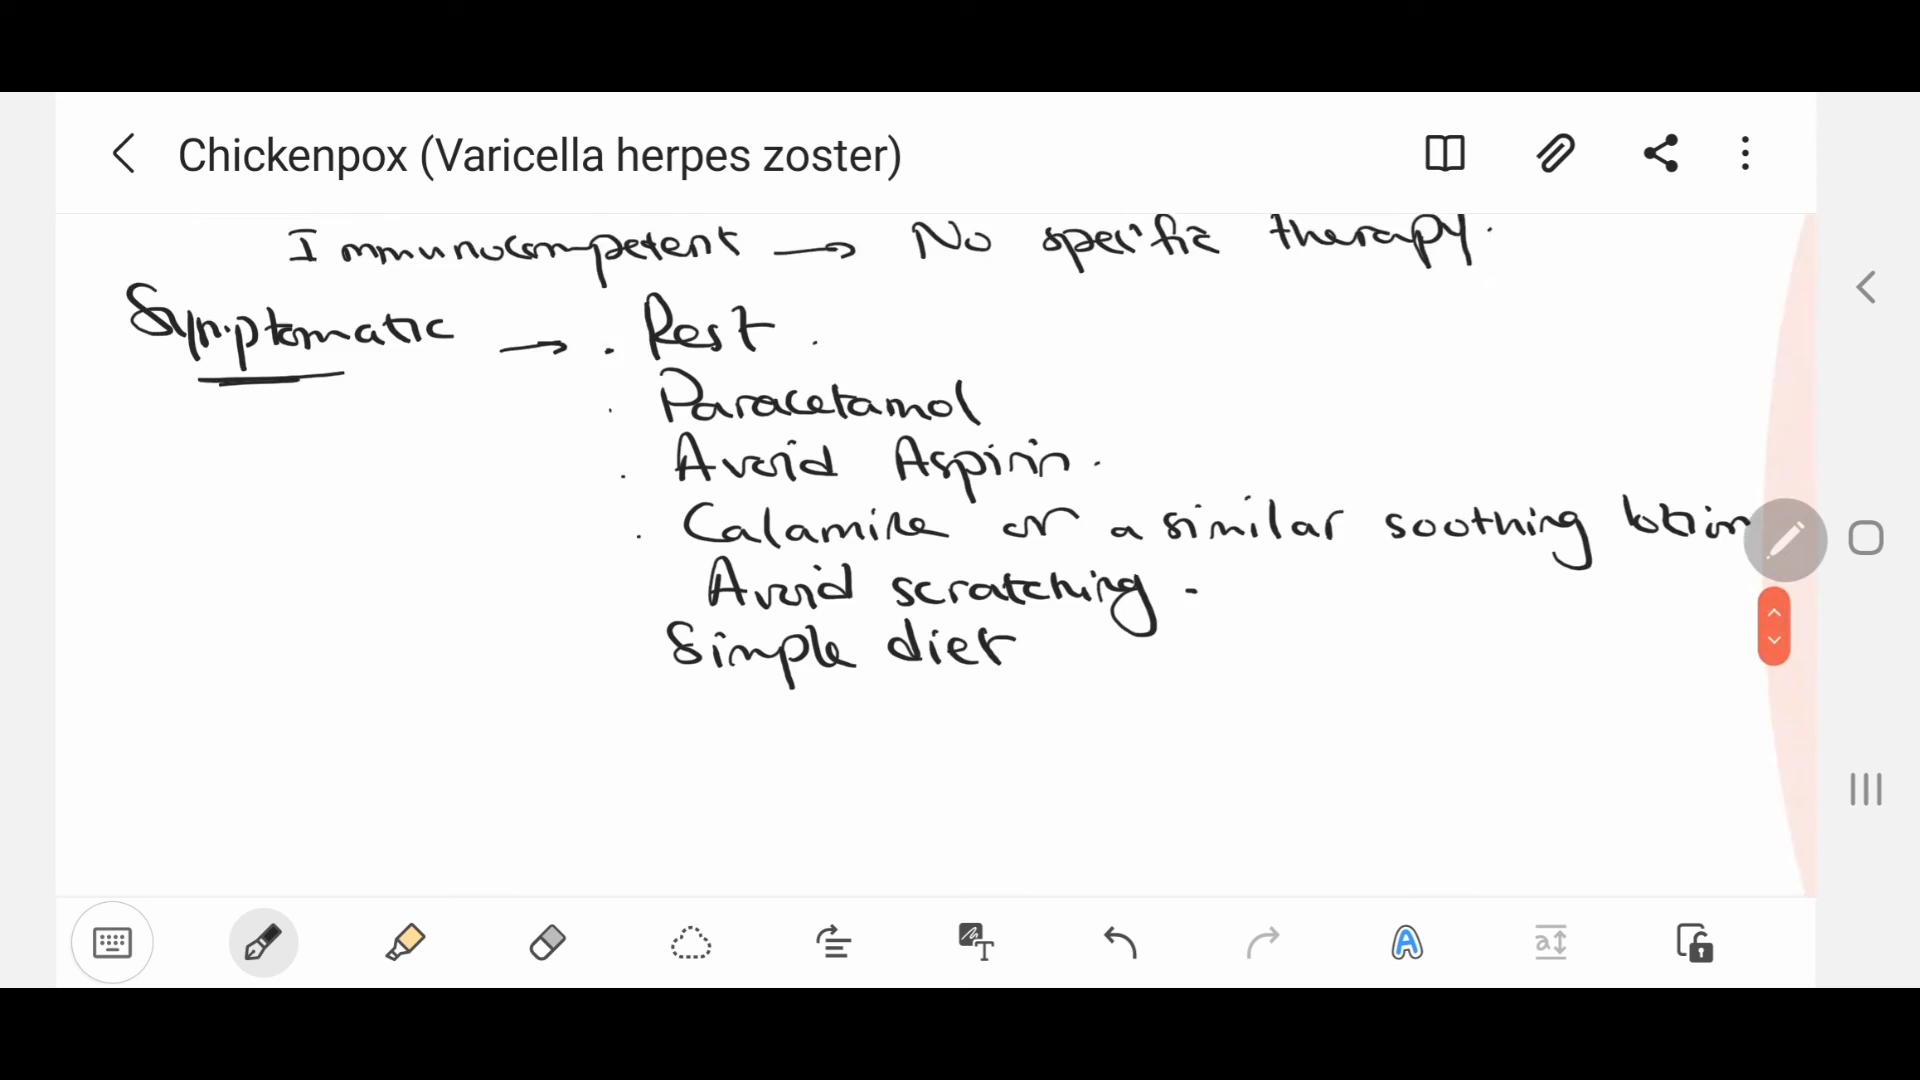 Chickenpox (Varicella herpes zoster)
Immunocompetent → No specific therapy.
Symptomatic → . Rest .
. Paracetamol
. Avoid Aspirin .
. Calamine or a similar soothing lotion
Avoid scratching .
Simple diet